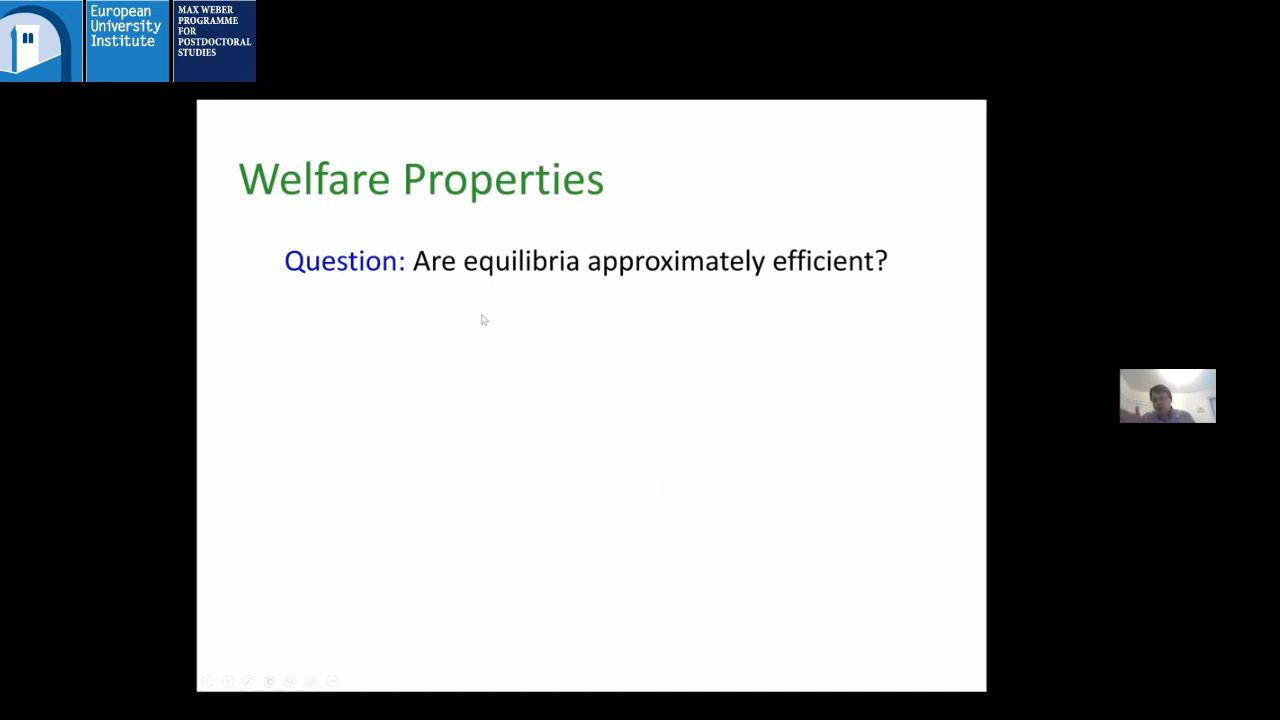 European
University
Institute
MAX WEBER
PROGRAMME
FOR
POSTDOCTORAL
STUDIES
Welfare Properties
Question: Are equilibria approximately efficient?